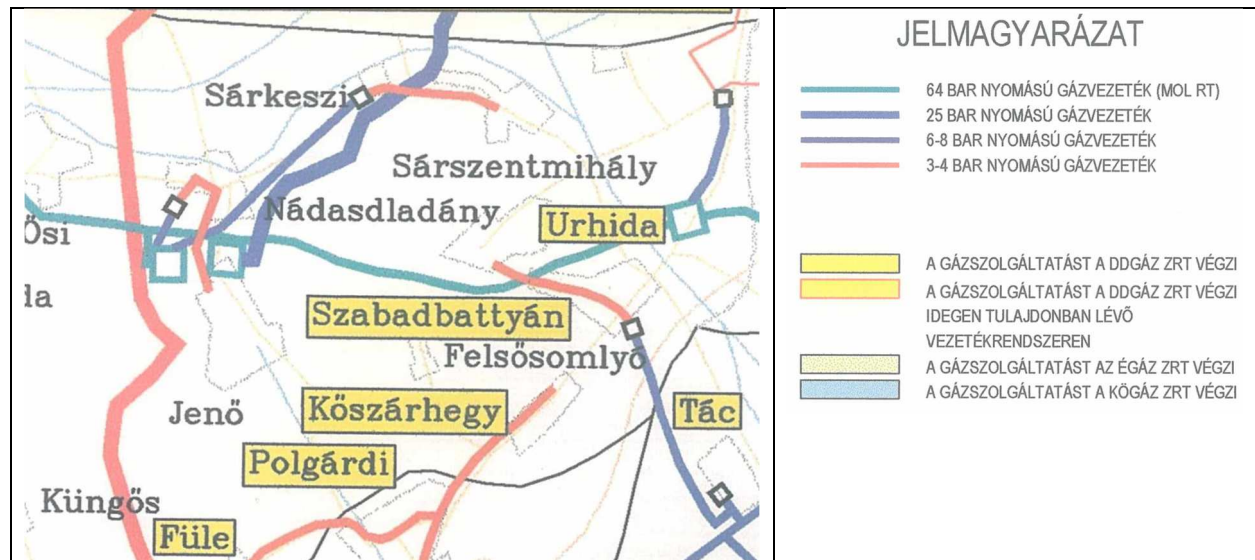 Sárkeszi
Sárszentmihály
Nádasdladány
Urhida
Ősi
da
Szabadbattyán
Felsősomlyó
Jenő
Kőszárhegy
Tác
Polgárdi
Küngös
Füle
JELMAGYARÁZAT
64 BAR NYOMÁSÚ GÁZVEZETÉK (MOL RT)
25 BAR NYOMÁSÚ GÁZVEZETÉK
6-8 BAR NYOMÁSÚ GÁZVEZETÉK
3-4 BAR NYOMÁSÚ GÁZVEZETÉK
A GÁZSZOLGÁLTATÁST A DDGÁZ ZRT VÉGZI
A GÁZSZOLGÁLTATÁST A DDGÁZ ZRT VÉGZI
IDEGEN TULAJDONBAN LÉVŐ
VEZETÉKRENDSZEREN
A GÁZSZOLGÁLTATÁST AZ ÉGÁZ ZRT VÉGZI
A GÁZSZOLGÁLTATÁST A KÖGÁZ ZRT VÉGZI